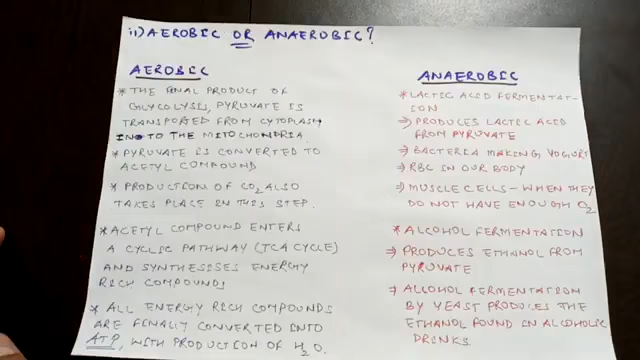 ii) AEROBIC OR ANAEROBIC?
AEROBIC
* THE FINAL PRODUCT OF
GLYCOLYSIS, PYRUVATE IS
TRANSPORTED FROM CYTOPLASM
INTO THE MITOCHONDRIA.
* PYRUVATE IS CONVERTED TO
ACETYL COMPOUND
* PRODUCTION OF CO2 ALSO
TAKES PLACE IN THIS STEP.
* ACETYL COMPOUND ENTERS
A CYCLIC PATHWAY (TCA CYCLE)
AND SYNTHESISES ENERGY
RICH COMPOUNDS
* ALL ENERGY RICH COMPOUNDS
ARE FINALLY CONVERTED INTO
ATP, WITH PRODUCTION OF H2O.
ANAEROBIC
* LACTIC ACID FERMENTAT-
ION
⇒ PRODUCES LACTIC ACID
FROM PYRUVATE
⇒ BACTERIA MAKING YOGURT
⇒ RBC IN OUR BODY
⇒ MUSCLE CELLS - WHEN THEY
DO NOT HAVE ENOUGH O2
* ALCOHOL FERMENTATION
⇒ PRODUCES ETHANOL FROM
PYRUVATE
⇒ ALCOHOL FERMENTATION
BY YEAST PRODUCES THE
ETHANOL FOUND IN ALCOHOLIC
DRINKS.